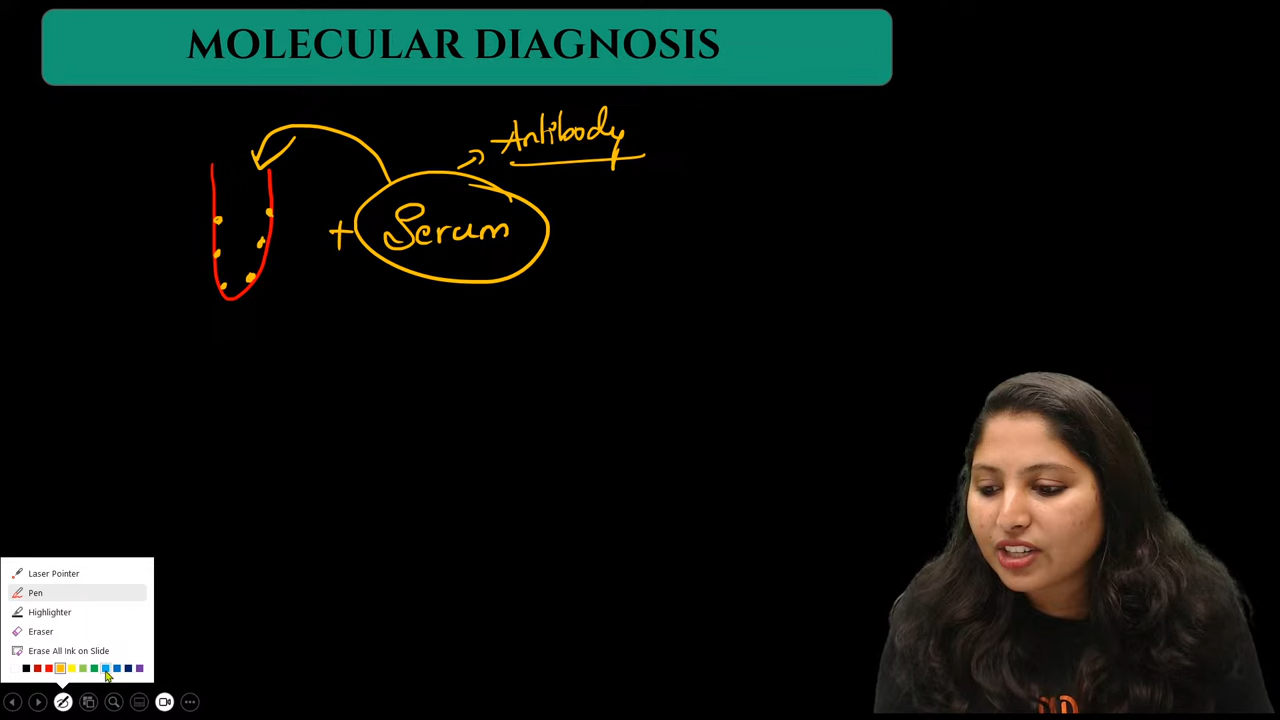 MOLECULAR DIAGNOSIS
Antibody
+ Serum
Laser Pointer
Pen
Highlighter
Eraser
Erase All Ink on Slide